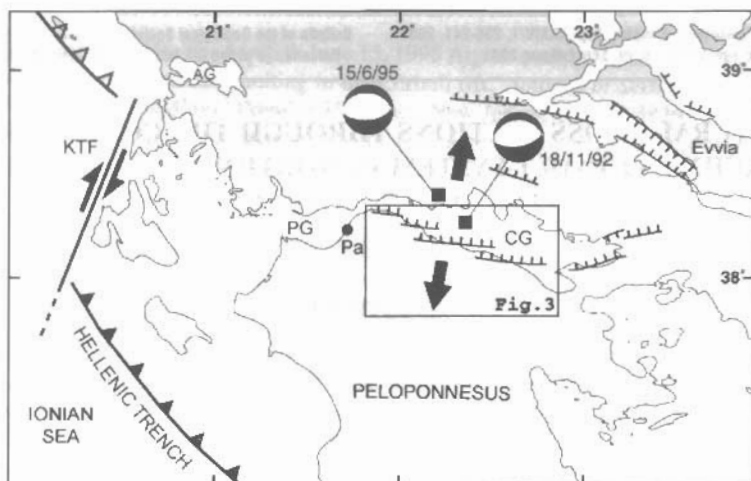 21° 22° 23°
39°
38°
AG
15/6/95
KTF
18/11/92
Evvia
PG
Pa
CG
Fig.3
HELLENIC TRENCH
IONIAN
SEA
PELOPONNESUS